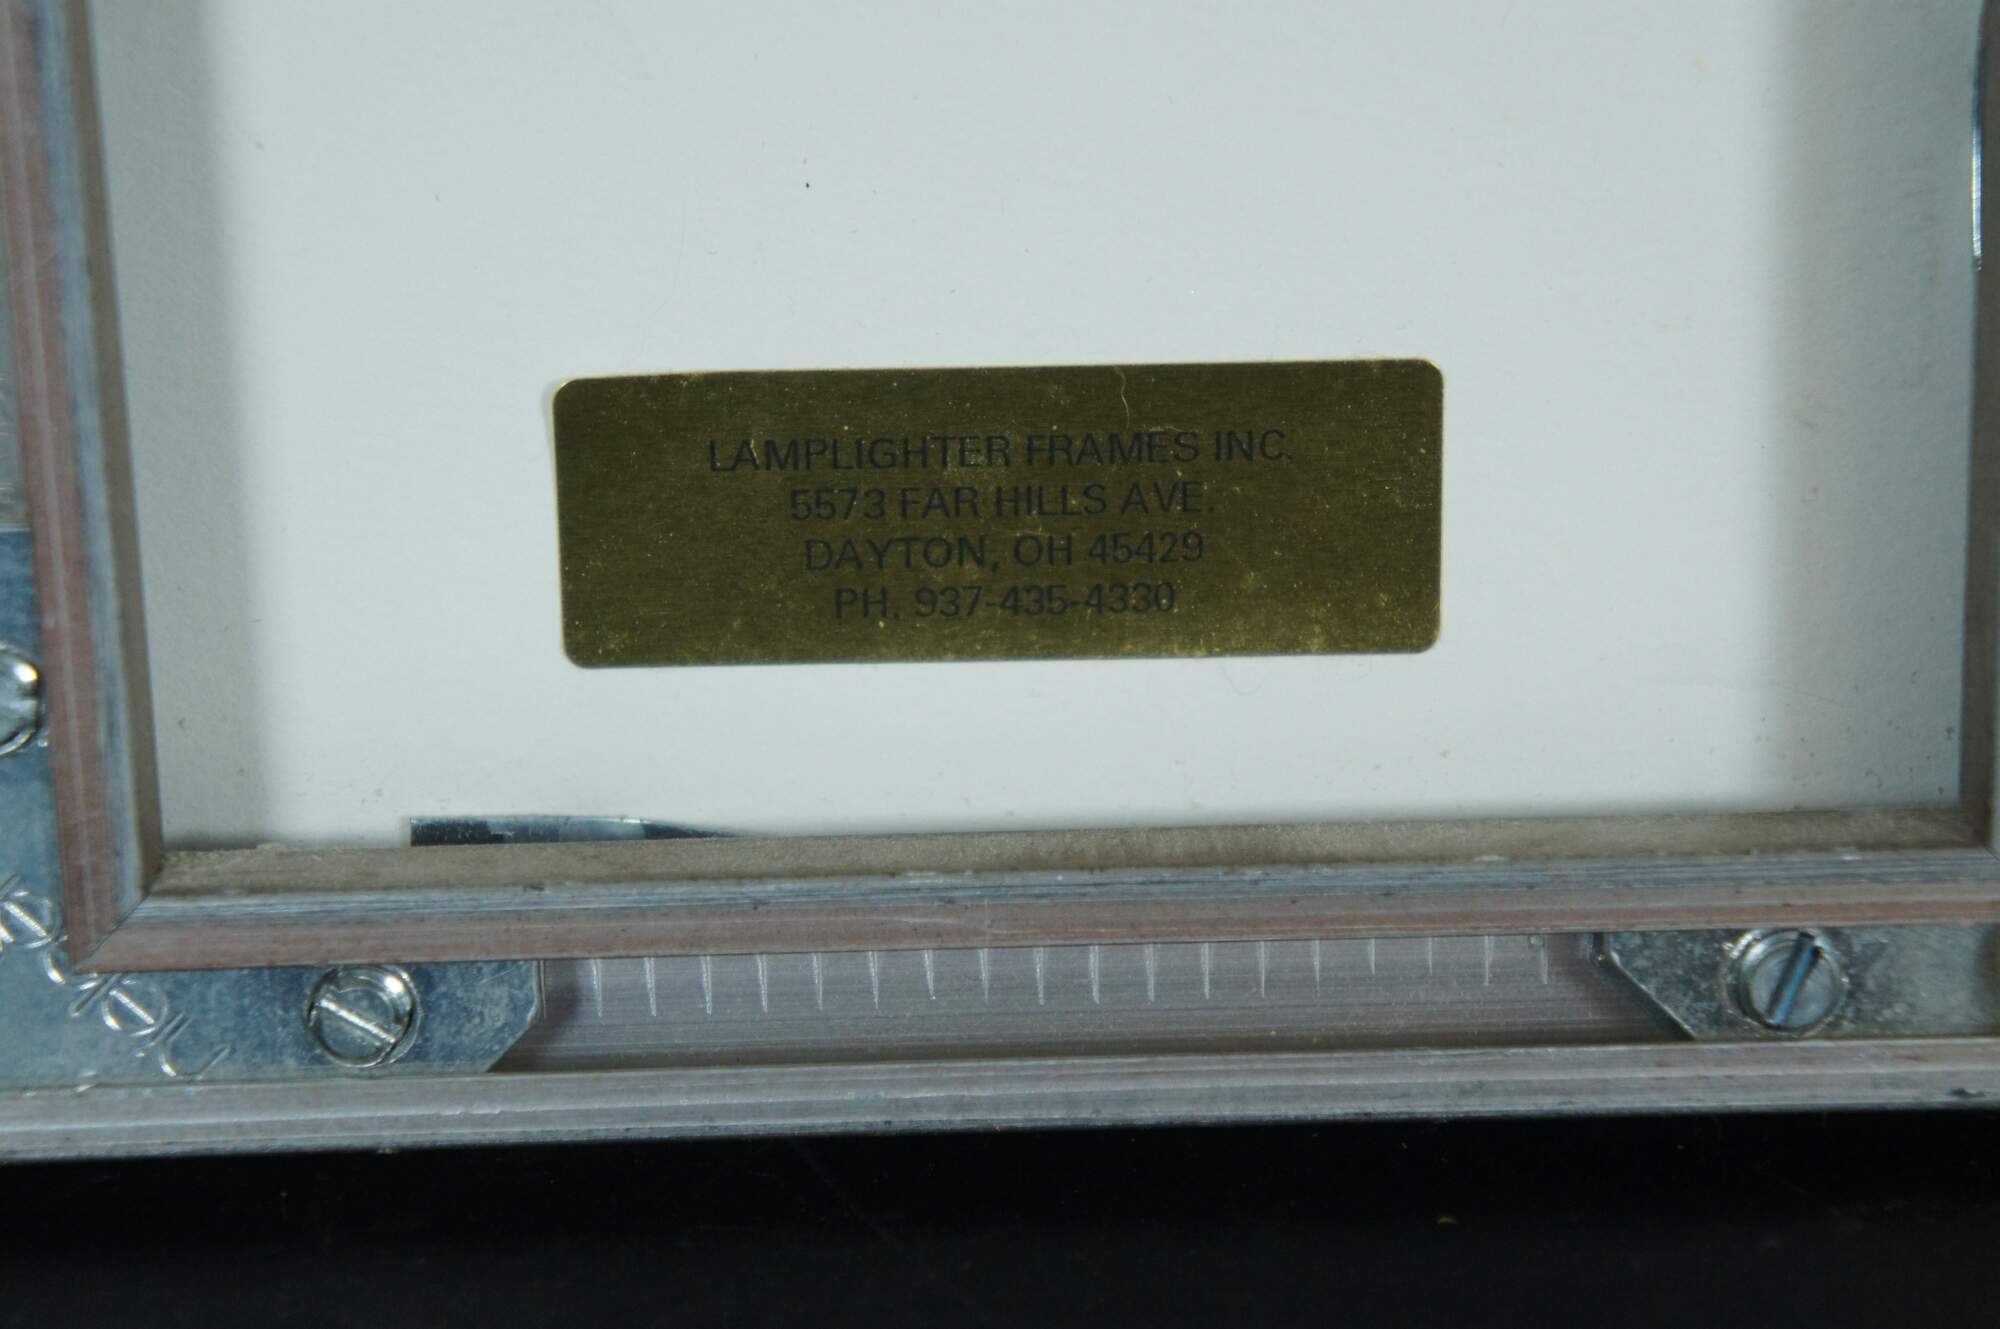 LAMPLIGHTER FRAMES INC.
5573 FAR HILLS AVE.
DAYTON, OH 45429
PH. 937-435-4330